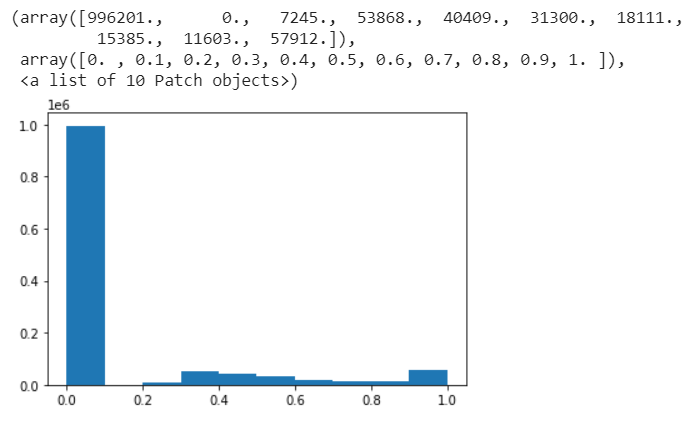 (array([996201., 0., 7245., 53868., 40409., 31300., 18111.,
15385., 11603., 57912.]),
array([0. , 0.1, 0.2, 0.3, 0.4, 0.5, 0.6, 0.7, 0.8, 0.9, 1. ]),
<a list of 10 Patch objects>)
1e6
1.0
0.8
0.6
0.4
0.2
0.0
0.0 0.2 0.4 0.6 0.8 1.0